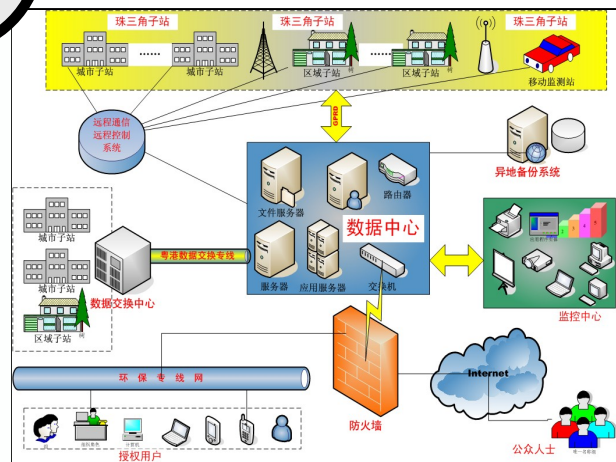 珠三角子站
珠三角子站
珠三角子站
城市子站
......
城市子站
区域子站
......
区域子站
树
移动监测站
远程通信
远程控制
系统
GPRD
异地备份系统
文件服务器
路由器
数据中心
服务器
应用服务器
交换机
城市子站
城市子站
区域子站
树
数据交换中心
粤港数据交换专线
监控中心
环保专线网
防火墙
Internet
计算机
授权用户
公众人士